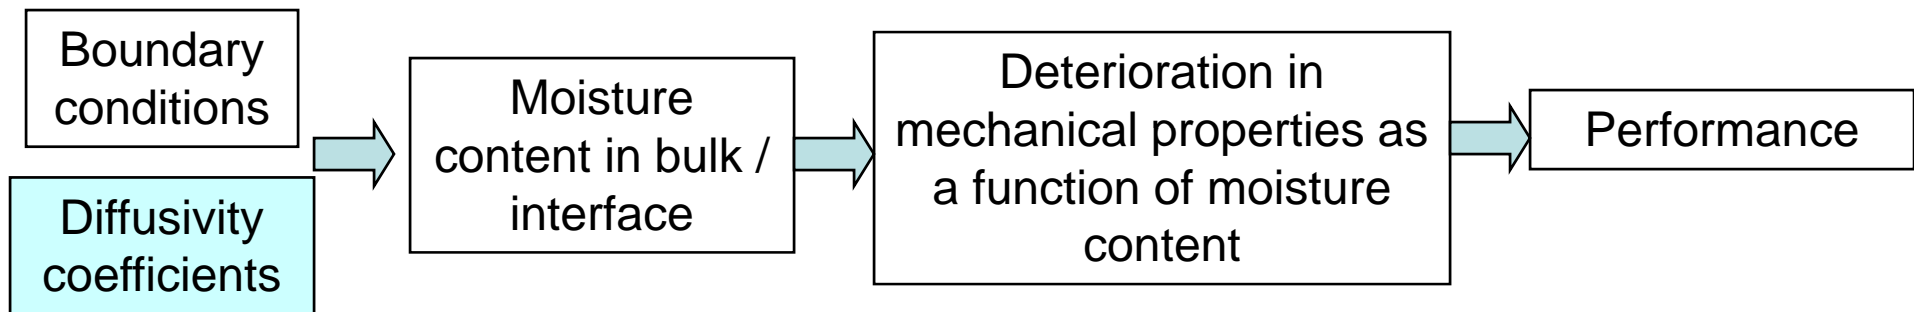 Boundary
conditions
Diffusivity
coefficients
Moisture
content in bulk /
interface
Deterioration in
mechanical properties as
a function of moisture
content
Performance